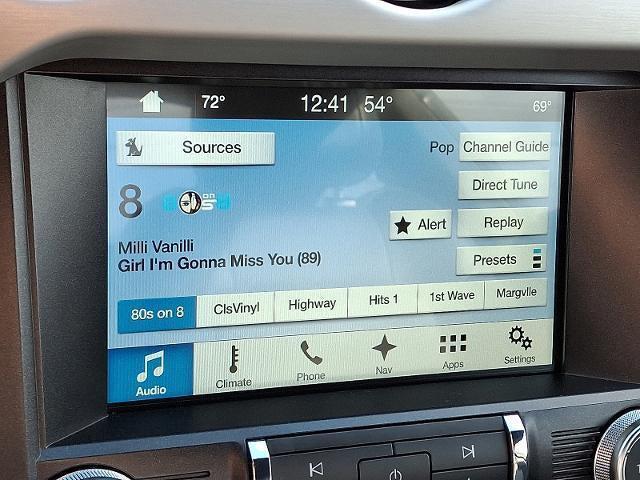 72° 12:41 54° 69°
Sources
Pop Channel Guide
Direct Tune
8 on
Alert Replay
Milli Vanilli
Girl I'm Gonna Miss You (89)
Presets
80s on 8 ClsVinyl Highway Hits 1 1st Wave Margvlle
Audio Climate Phone Nav Apps Settings